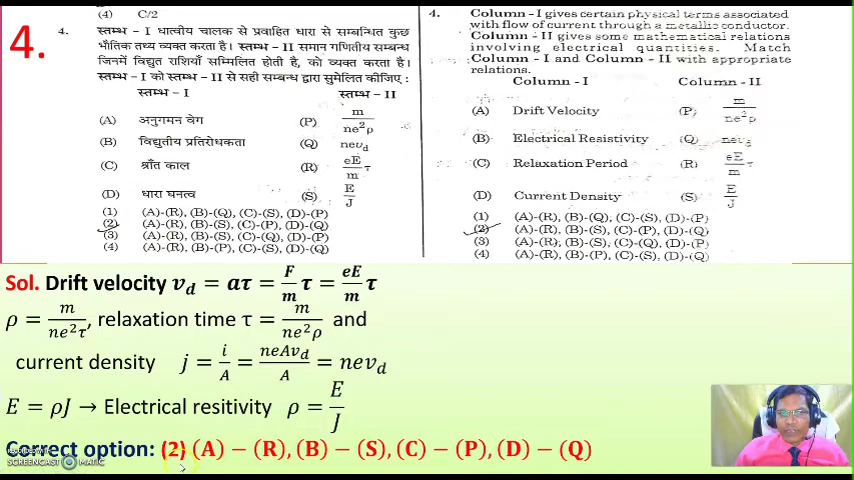 (4) C/2
4.
4. स्तम्भ - I धात्वीय चालक से प्रवाहित धारा से सम्बन्धित कुछ
भौतिक तथ्य व्यक्त करता है। स्तम्भ - II समान गणितीय सम्बन्ध
जिनमें विद्युत राशियाँ सम्मिलित होती है, को व्यक्त करता है।
स्तम्भ - I को स्तम्भ - II से सही सम्बन्ध द्वारा सुमेलित कीजिए :
स्तम्भ - I स्तम्भ - II
(A) अनुगमन वेग (P) m/ne²ρ
(B) विद्युतीय प्रतिरोधकता (Q) nev_d
(C) श्राँत काल (R) eE/m τ
(D) धारा घनत्व (S) E/J
(1) (A)-(R), (B)-(Q), (C)-(S), (D)-(P)
(2) (A)-(R), (B)-(S), (C)-(P), (D)-(Q)
(3) (A)-(R), (B)-(S), (C)-(Q), (D)-(P)
(4) (A)-(R), (B)-(P), (C)-(S), (D)-(Q)
4. Column-I gives certain physical terms associated
with flow of current through a metallic conductor.
Column - II gives some mathematical relations
involving electrical quantities. Match
Column - I and Column - II with appropriate
relations.
Column - I Column - II
(A) Drift Velocity (P) m/ne²ρ
(B) Electrical Resistivity (Q) nev_d
(C) Relaxation Period (R) eE/m τ
(D) Current Density (S) E/J
(1) (A)-(R), (B)-(Q), (C)-(S), (D)-(P)
(2) (A)-(R), (B)-(S), (C)-(P), (D)-(Q)
(3) (A)-(R), (B)-(S), (C)-(Q), (D)-(P)
(4) (A)-(R), (B)-(P), (C)-(S), (D)-(Q)
Sol. Drift velocity v_d = aτ = F/m τ = eE/m τ
ρ = m/ne²τ, relaxation time τ = m/ne²ρ and
current density j = i/A = neAv_d/A = nev_d
E = ρJ → Electrical resitivity ρ = E/J
Correct option: (2) (A) − (R), (B) − (S), (C) − (P), (D) − (Q)
SCREENCAST MATIC